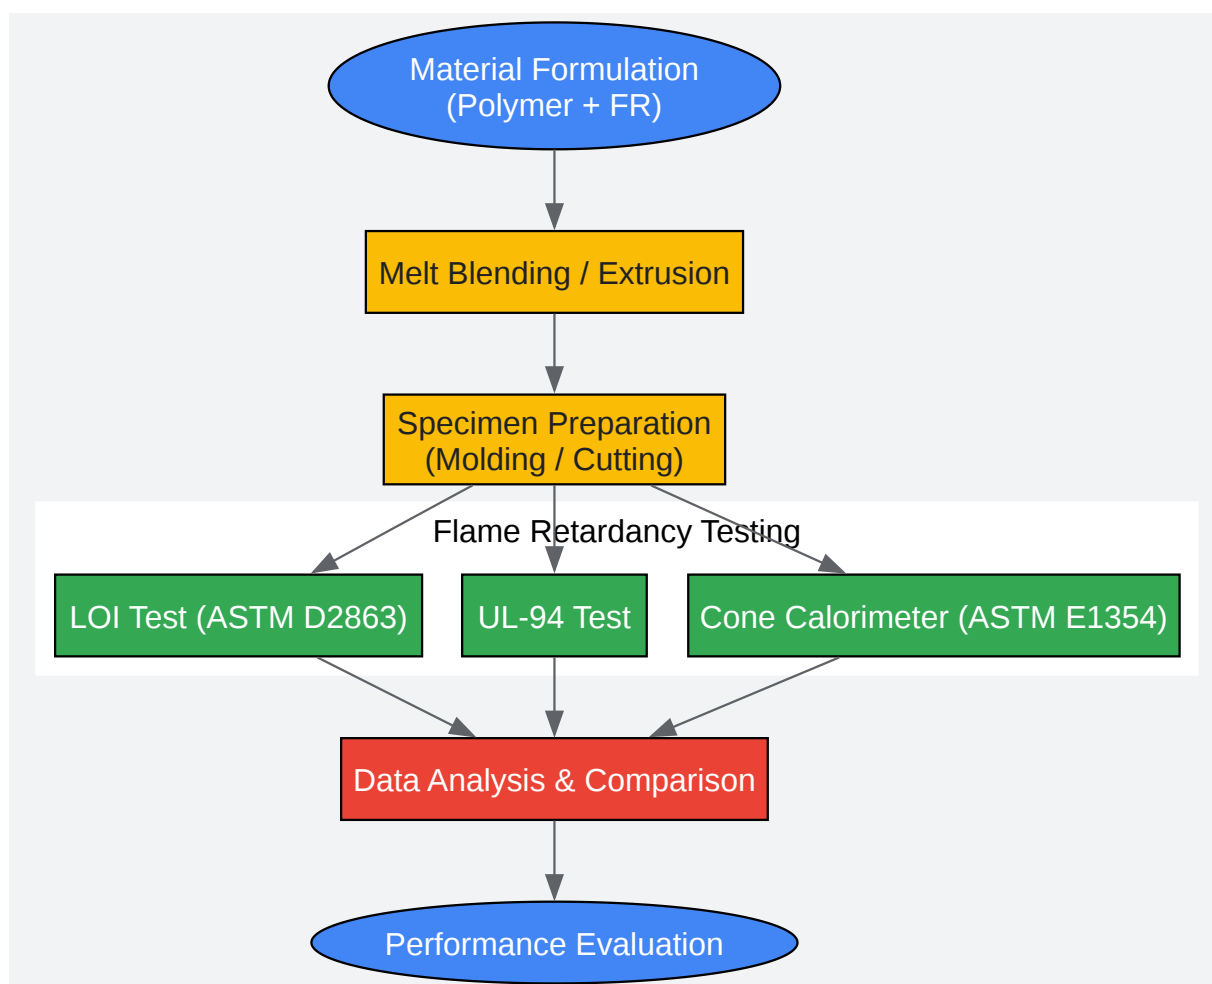 Material Formulation
(Polymer + FR)
Melt Blending / Extrusion
Specimen Preparation
(Molding / Cutting)
Flame Retardancy Testing
LOI Test (ASTM D2863)
UL-94 Test
Cone Calorimeter (ASTM E1354)
Data Analysis & Comparison
Performance Evaluation